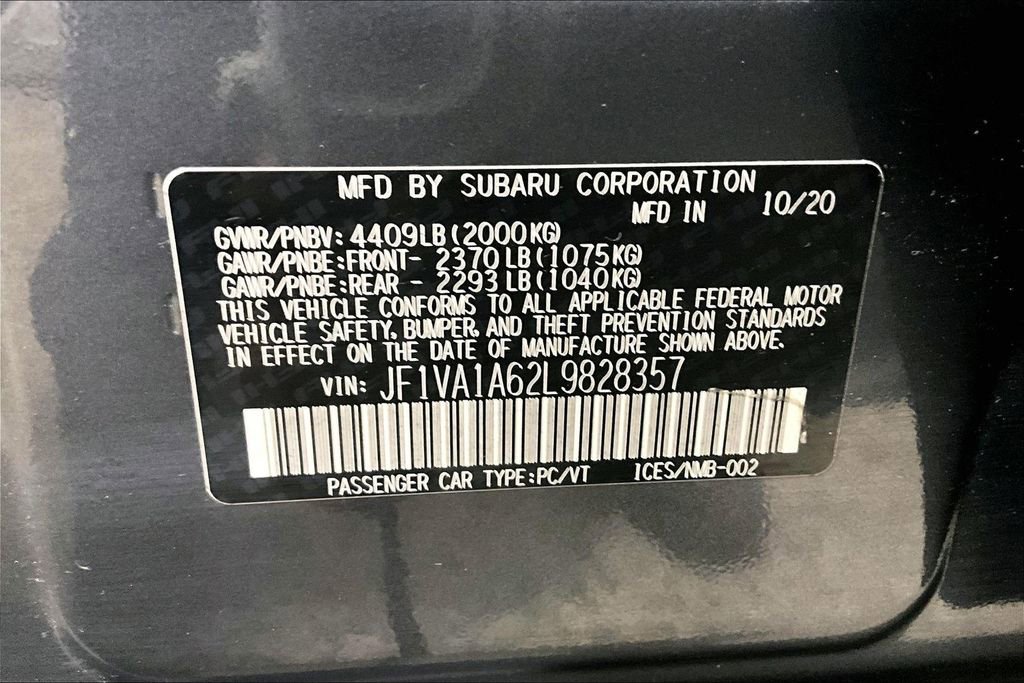 MFD BY SUBARU CORPORATION
MFD IN 10/20
GVWR/PNBV: 4409LB(2000KG)
GAWR/PNBE:FRONT- 2370LB(1075KG)
GAWR/PNBE:REAR - 2293LB(1040KG)
THIS VEHICLE CONFORMS TO ALL APPLICABLE FEDERAL MOTOR
VEHICLE SAFETY, BUMPER, AND THEFT PREVENTION STANDARDS
IN EFFECT ON THE DATE OF MANUFACTURE SHOWN ABOVE.
VIN: JF1VA1A62L9828357
PASSENGER CAR TYPE:PC/VT ICES/NMB-002